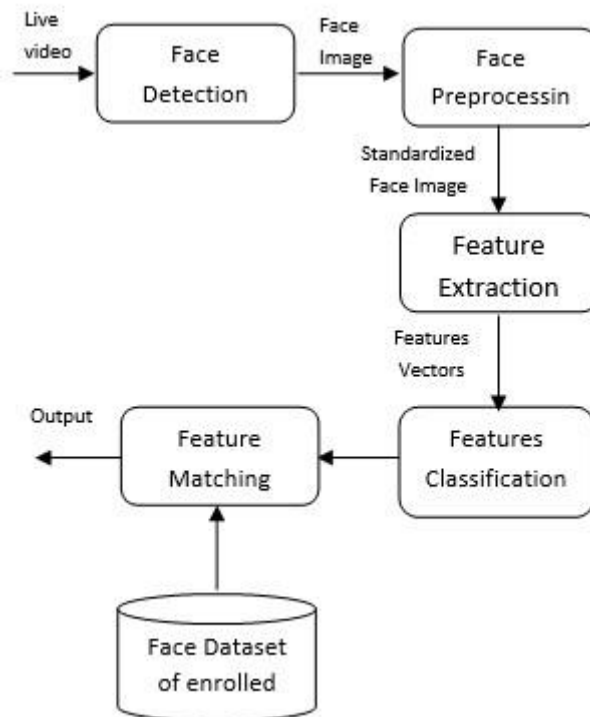 Live
video
Face
Detection
Face
Image
Face
Preprocessin
Standardized
Face Image
Feature
Extraction
Features
Vectors
Features
Classification
Feature
Matching
Output
Face Dataset
of enrolled